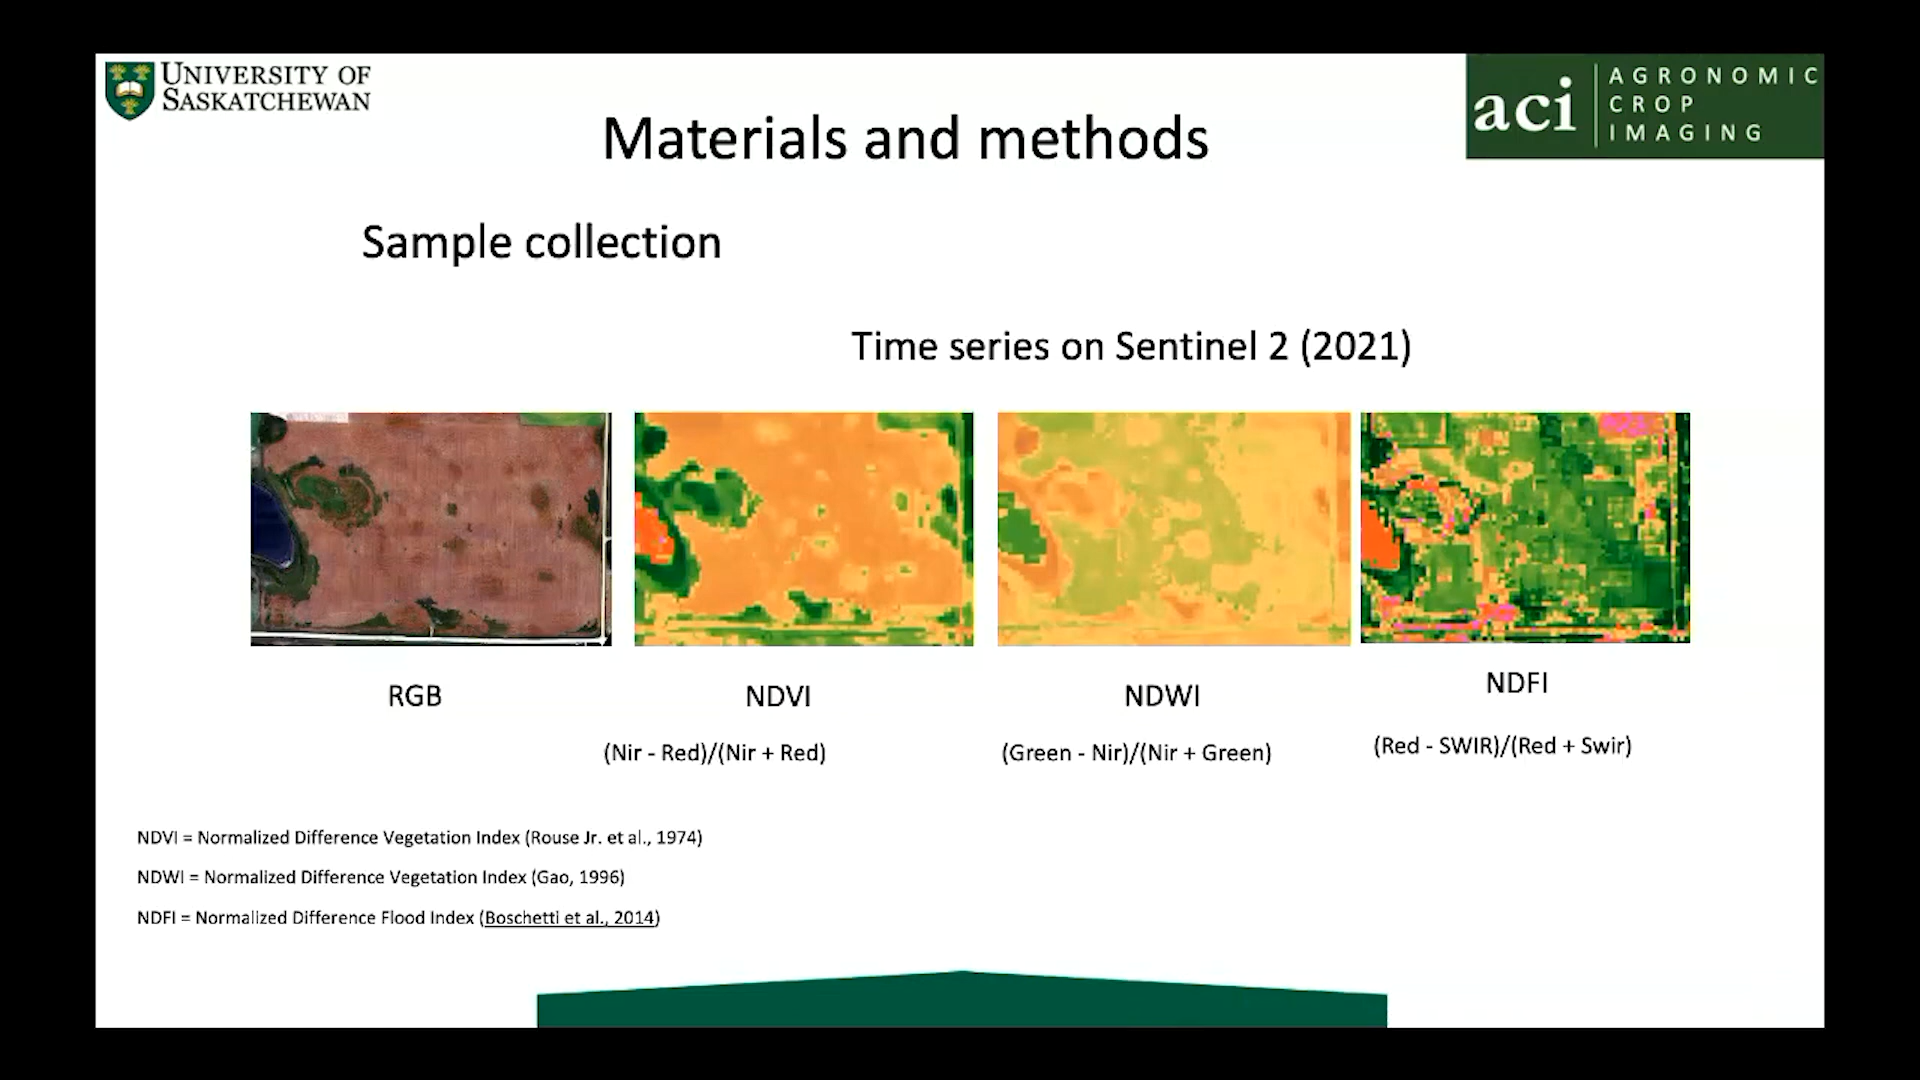 UNIVERSITY OF
SASKATCHEWAN
aci
AGRONOMIC
CROP
IMAGING
Materials and methods
Sample collection
Time series on Sentinel 2 (2021)
RGB
NDVI
NDWI
NDFI
(Nir - Red)/(Nir + Red)
(Green - Nir)/(Nir + Green)
(Red - SWIR)/(Red + Swir)
NDVI = Normalized Difference Vegetation Index (Rouse Jr. et al., 1974)
NDWI = Normalized Difference Vegetation Index (Gao, 1996)
NDFI = Normalized Difference Flood Index (Boschetti et al., 2014)